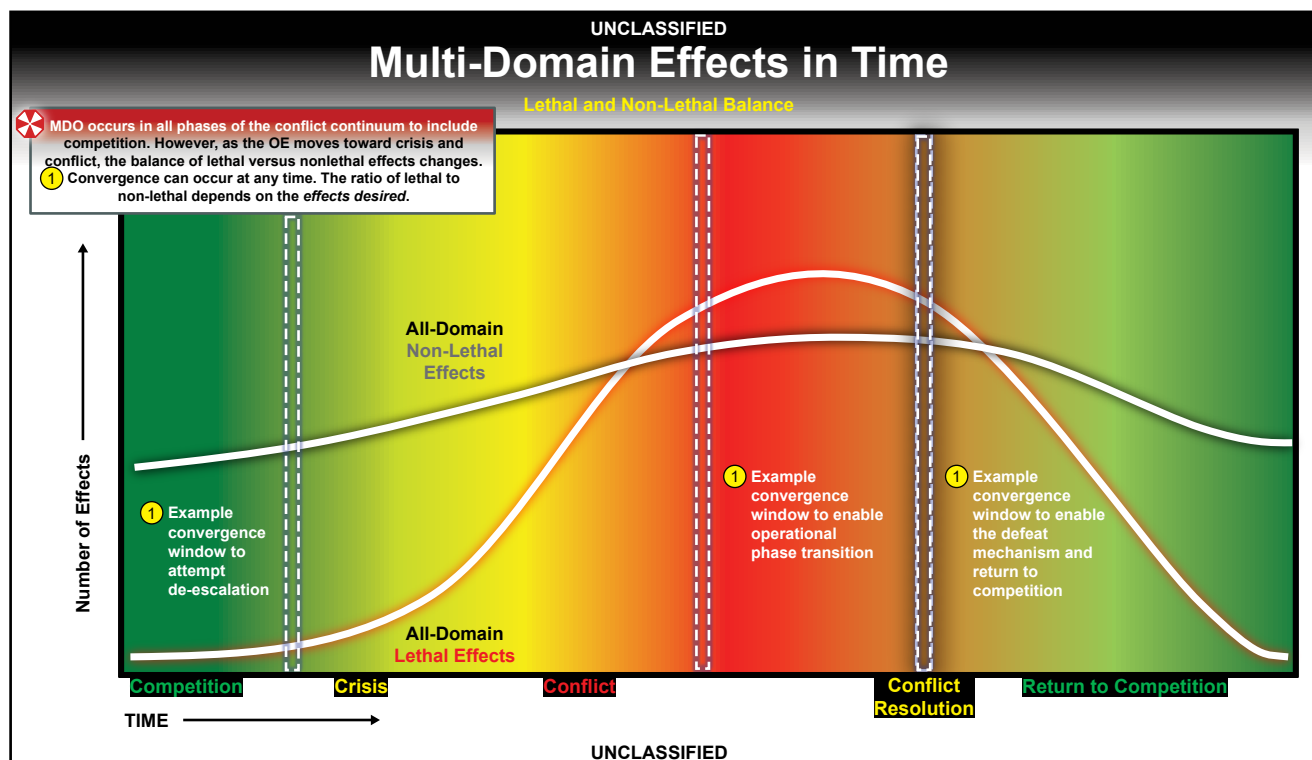 UNCLASSIFIED
Multi-Domain Effects in Time
Lethal and Non-Lethal Balance
MDO occurs in all phases of the conflict continuum to include
competition. However, as the OE moves toward crisis and
conflict, the balance of lethal versus nonlethal effects changes.
1 Convergence can occur at any time. The ratio of lethal to
non-lethal depends on the effects desired.
Number of Effects
All-Domain
Non-Lethal
Effects
1 Example
convergence
window to
attempt
de-escalation
All-Domain
Lethal Effects
1 Example
convergence
window to enable
operational
phase transition
1 Example
convergence
window to enable
the defeat
mechanism and
return to
competition
Competition
Crisis
Conflict
Conflict
Resolution
Return to Competition
TIME
UNCLASSIFIED